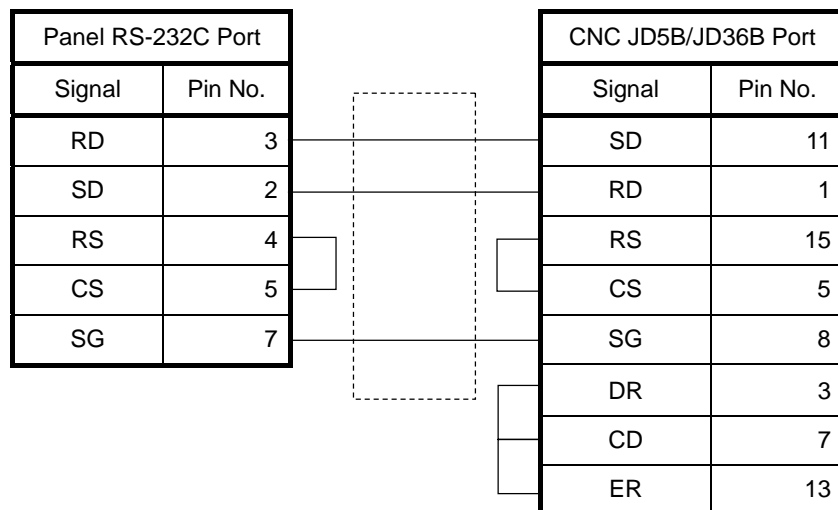 Panel RS-232C Port
Signal Pin No.
RD 3
SD 2
RS 4
CS 5
SG 7
CNC JD5B/JD36B Port
Signal Pin No.
SD 11
RD 1
RS 15
CS 5
SG 8
DR 3
CD 7
ER 13